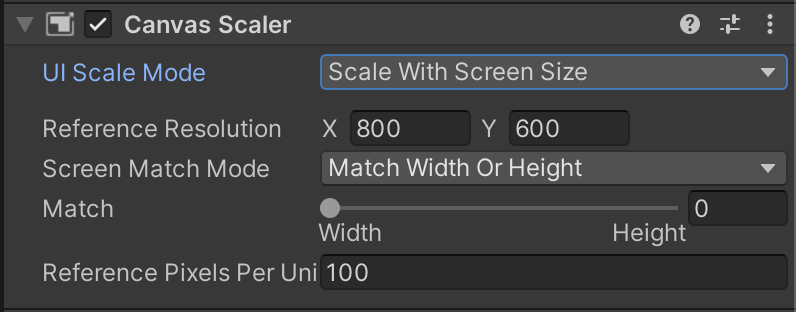 Canvas Scaler
UI Scale Mode Scale With Screen Size
Reference Resolution X 800 Y 600
Screen Match Mode Match Width Or Height
Match 0
Width Height
Reference Pixels Per Uni 100